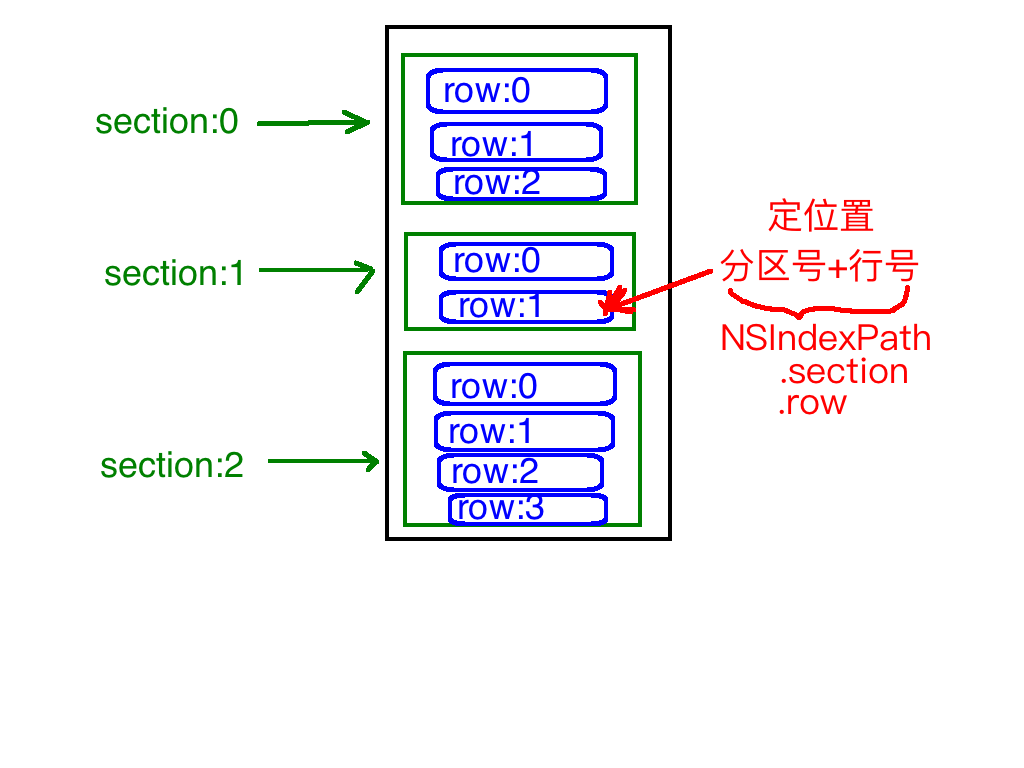 section:0
row:0
row:1
row:2
section:1
row:0
row:1
section:2
row:0
row:1
row:2
row:3
定位置
分区号+行号
NSIndexPath
.section
.row